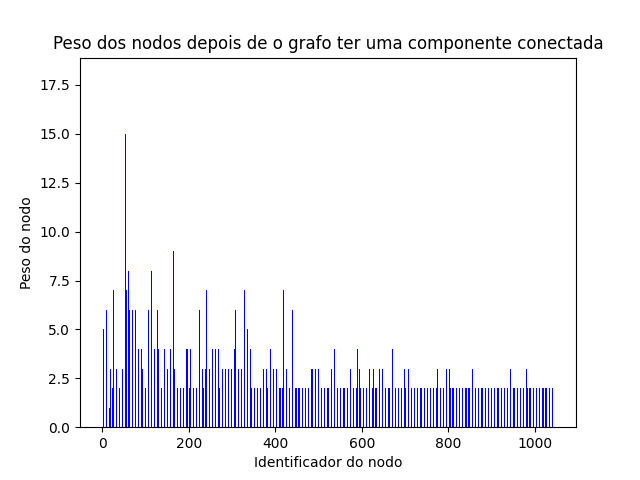 Peso dos nodos depois de o grafo ter uma componente conectada
17.5
15.0
12.5
10.0
7.5
5.0
2.5
0.0
Peso do nodo
0 200 400 600 800 1000
Identificador do nodo